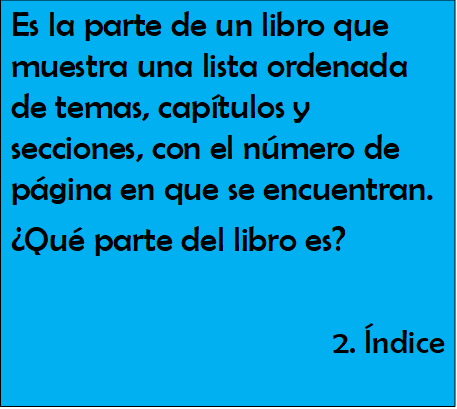 Es la parte de un libro que
muestra una lista ordenada
de temas, capítulos y
secciones, con el número de
página en que se encuentran.
¿Qué parte del libro es?
2. Índice